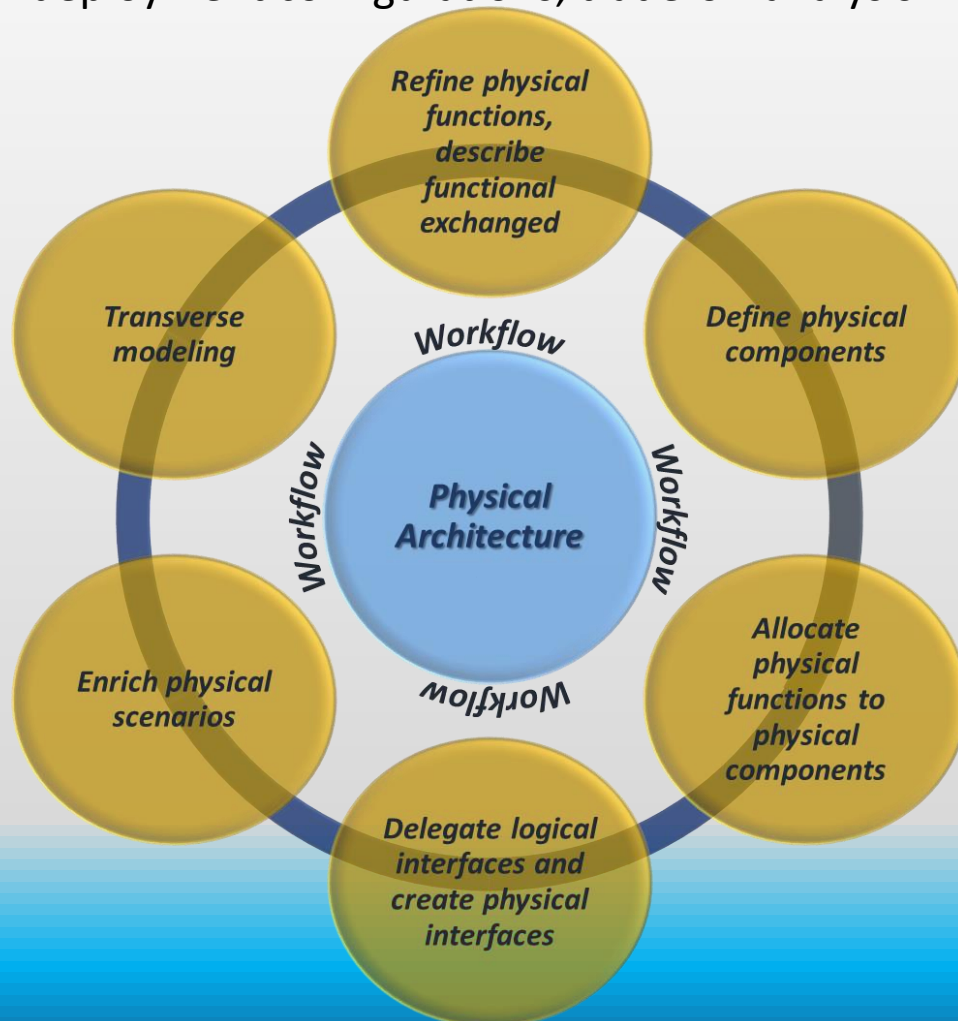 Refine physical
functions,
describe
functional
exchanged
Transverse
modeling
Define physical
components
Workflow
Workflow
Physical
Architecture
Workflow
Enrich physical
scenarios
Allocate
physical
functions to
physical
components
Workflow
Delegate logical
interfaces and
create physical
interfaces